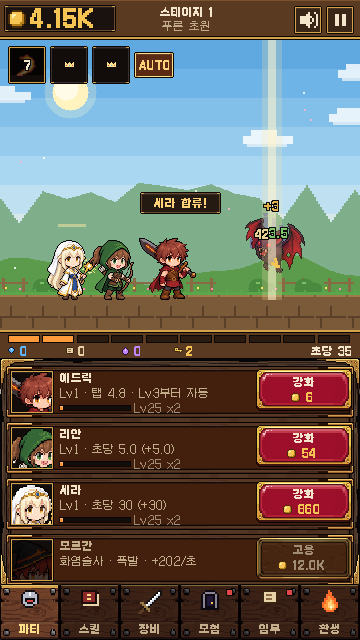 4.15K
스테이지 1
푸른 초원
7
AUTO
세라 합류!
+3
423.5
0
0
0
2
초당 35
에드릭
Lv1 · 탭 4.8 · Lv3부터 자동
Lv25 x2
강화
6
리안
Lv1 · 초당 5.0 (+5.0)
Lv25 x2
강화
54
세라
Lv1 · 초당 30 (+30)
Lv25 x2
강화
860
모르간
화염술사 · 폭발 · +202/초
고용
12.0K
파티
스킬
장비
모험
임무
환생